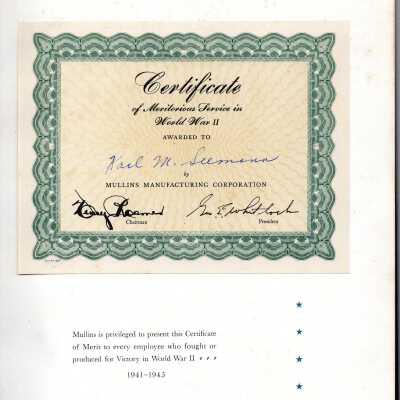 Certificate
of Meritorious Service in
World War II
AWARDED TO
Karl M. Seemann
by
MULLINS MANUFACTURING CORPORATION
Chairman
President
Mullins is privileged to present this Certificate
of Merit to every employee who fought or
produced for Victory in World War II
1941–1945